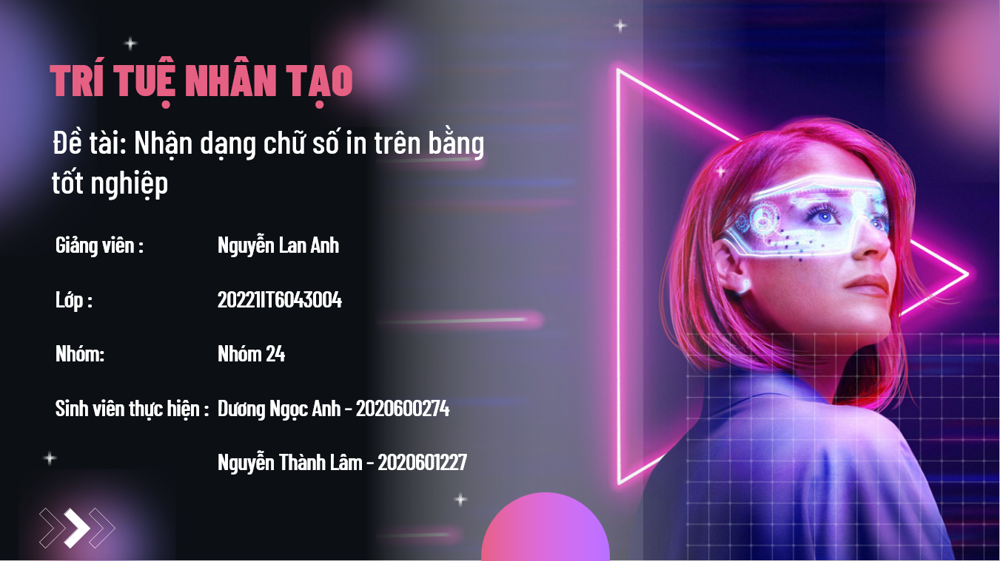 TRÍ TUỆ NHÂN TẠO
Đề tài: Nhận dạng chữ số in trên bằng
tốt nghiệp
Giảng viên : Nguyễn Lan Anh
Lớp : 20221IT6043004
Nhóm: Nhóm 24
Sinh viên thực hiện : Dương Ngọc Anh - 2020600274
Nguyễn Thành Lâm - 2020601227